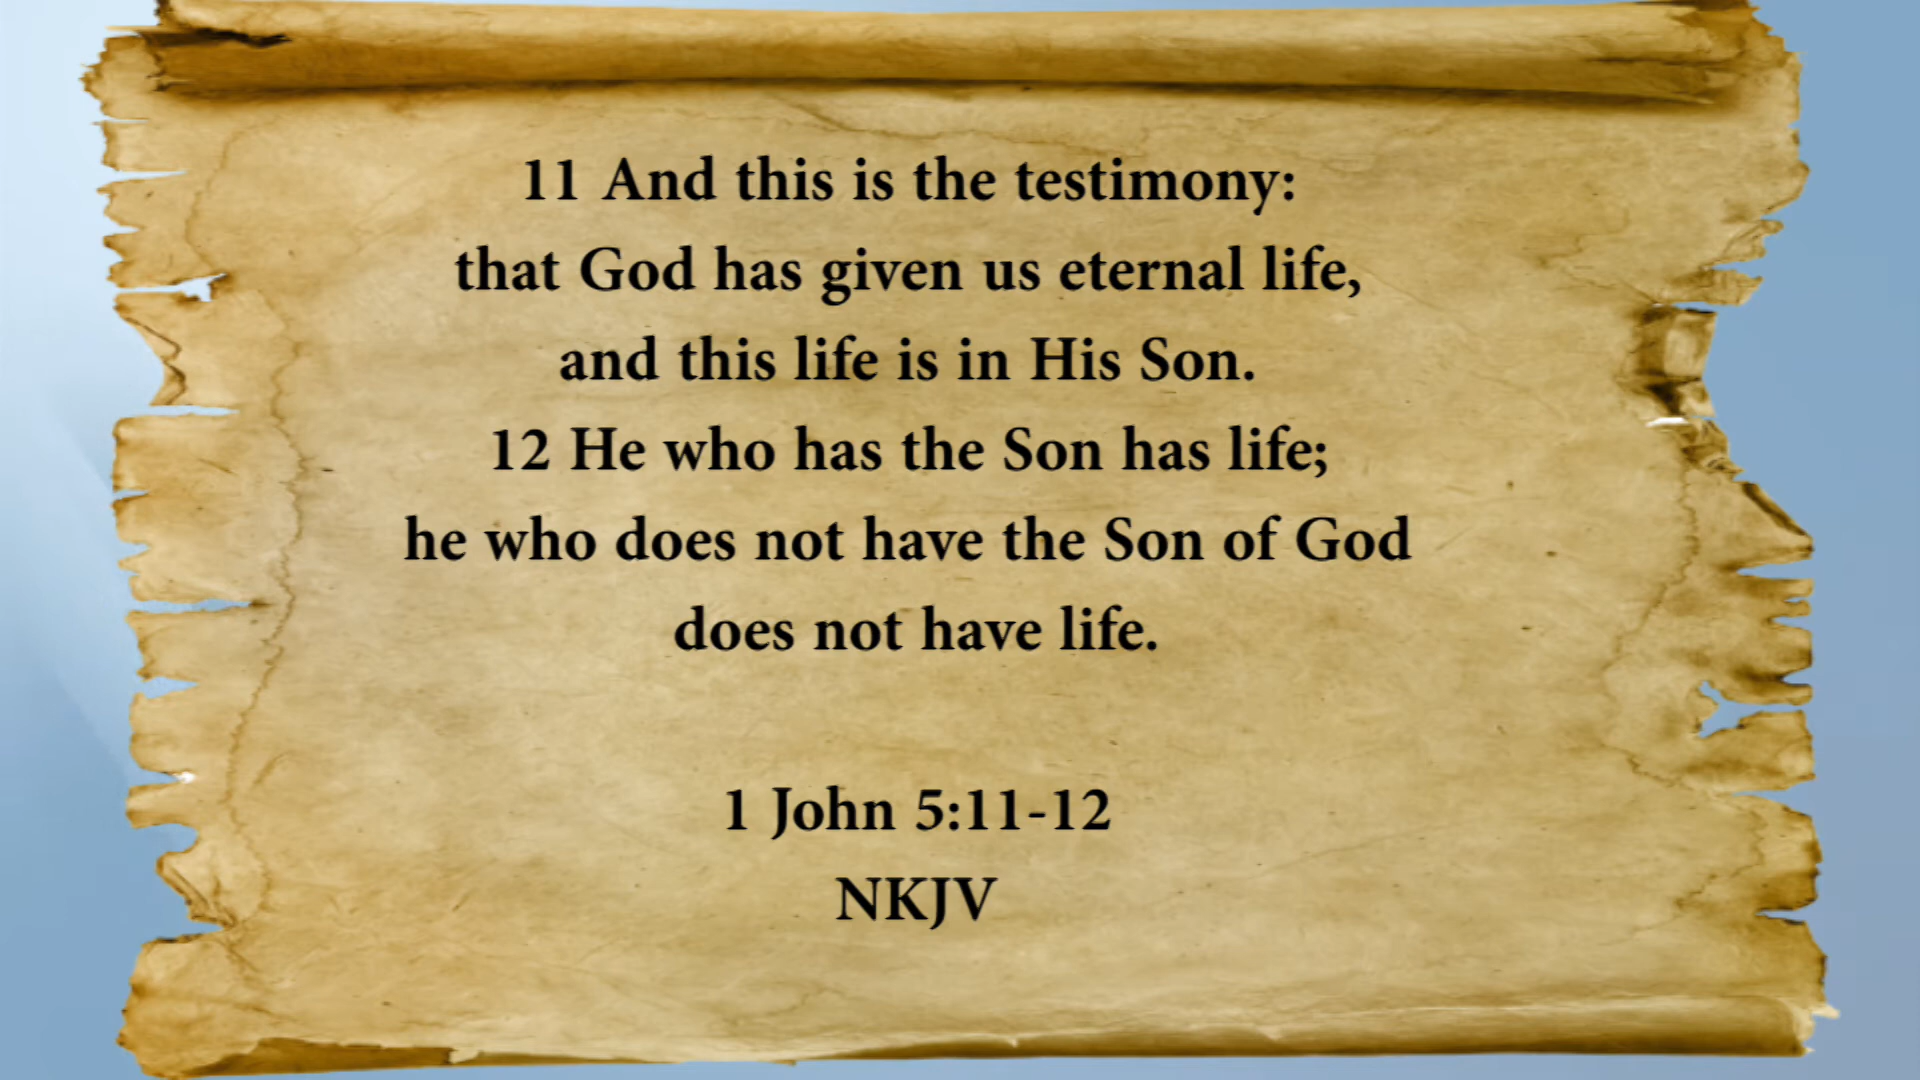 11 And this is the testimony:
that God has given us eternal life,
and this life is in His Son.
12 He who has the Son has life;
he who does not have the Son of God
does not have life.
1 John 5:11-12
NKJV